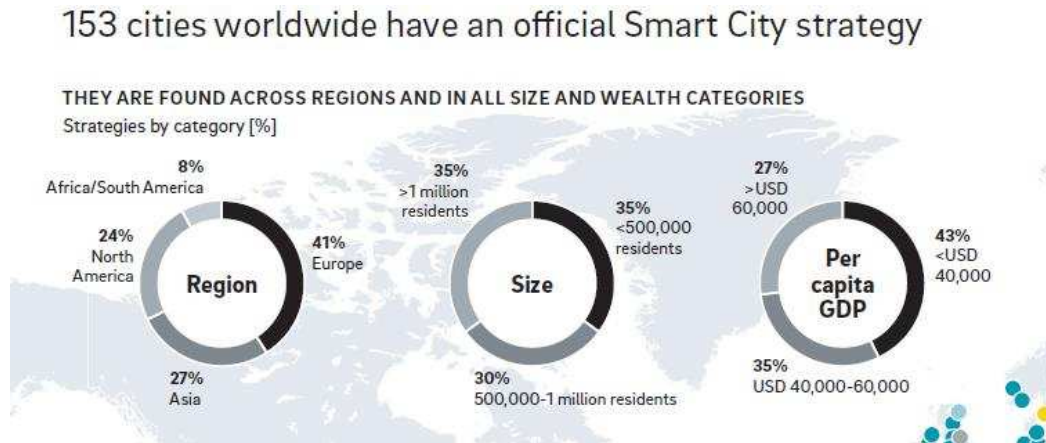 153 cities worldwide have an official Smart City strategy
THEY ARE FOUND ACROSS REGIONS AND IN ALL SIZE AND WEALTH CATEGORIES
Strategies by category [%]
8%
Africa/South America
24%
North
America
41%
Europe
27%
Asia
Region
35%
>1 million
residents
35%
<500,000
residents
30%
500,000-1 million residents
Size
27%
>USD
60,000
43%
<USD
40,000
35%
USD 40,000-60,000
Per
capita
GDP